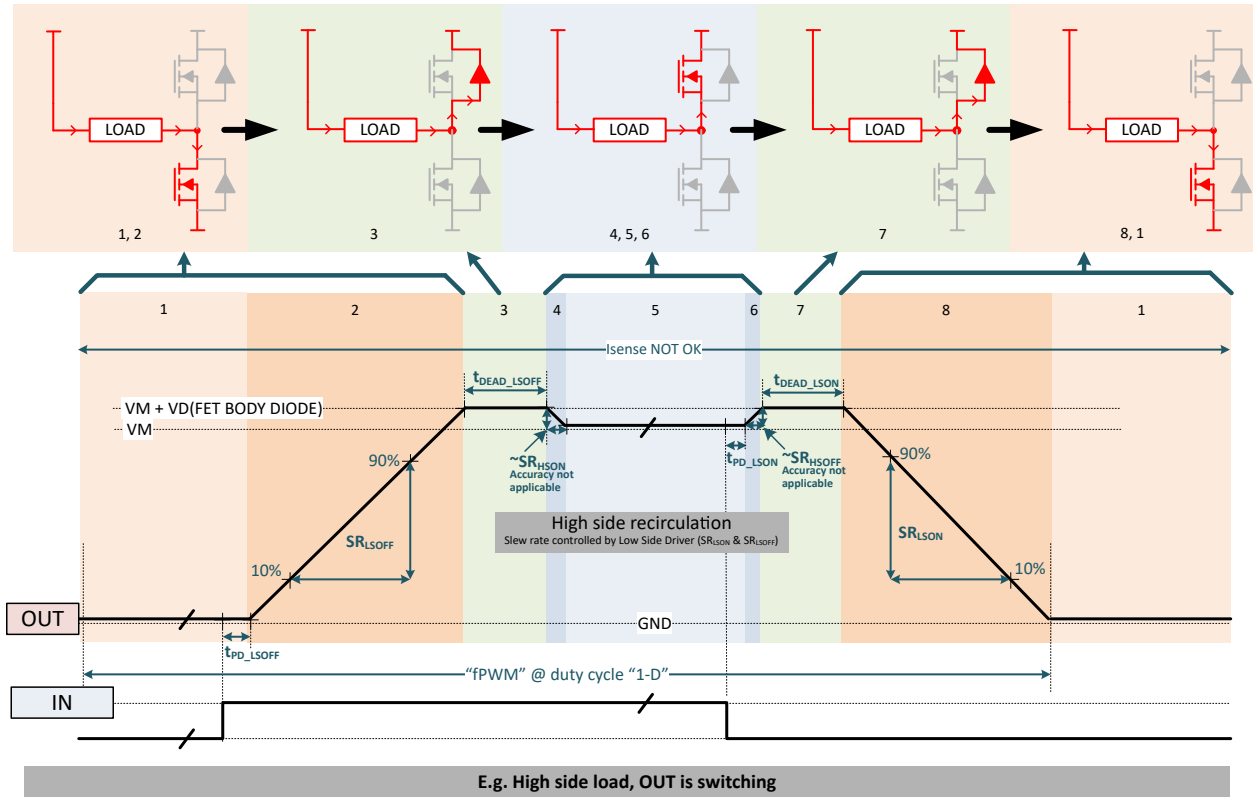 LOAD
LOAD
LOAD
LOAD
LOAD
1, 2
3
4, 5, 6
7
8, 1
1
2
3
4
5
6
7
8
1
Isense NOT OK
tDEAD_LSOFF
tDEAD_LSON
VM + VD(FET BODY DIODE)
VM
90%
~SRHSON
Accuracy not
applicable
tPD_LSON
~SRHSOFF
Accuracy not
applicable
90%
High side recirculation
Slew rate controlled by Low Side Driver (SRLSON & SRLSOFF)
SRLSOFF
SRLSON
10%
10%
OUT
GND
tPD_LSOFF
“fPWM” @ duty cycle “1-D”
IN
E.g. High side load, OUT is switching